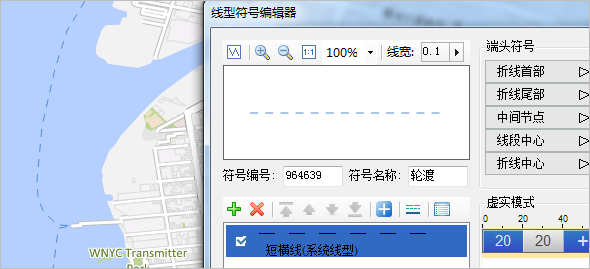 线型符号编辑器
1:1 100% 线宽: 0.1
符号编号: 964639 符号名称: 轮渡
短横线(系统线型)
端头符号
折线首部
折线尾部
中间节点
线段中心
折线中心
虚实模式
0 20 40
20 20
WNYC Transmitter
Park